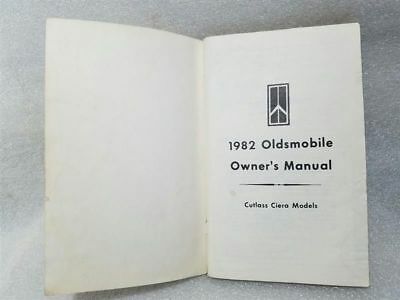 1982 Oldsmobile
Owner's Manual
Cutlass Ciera Models